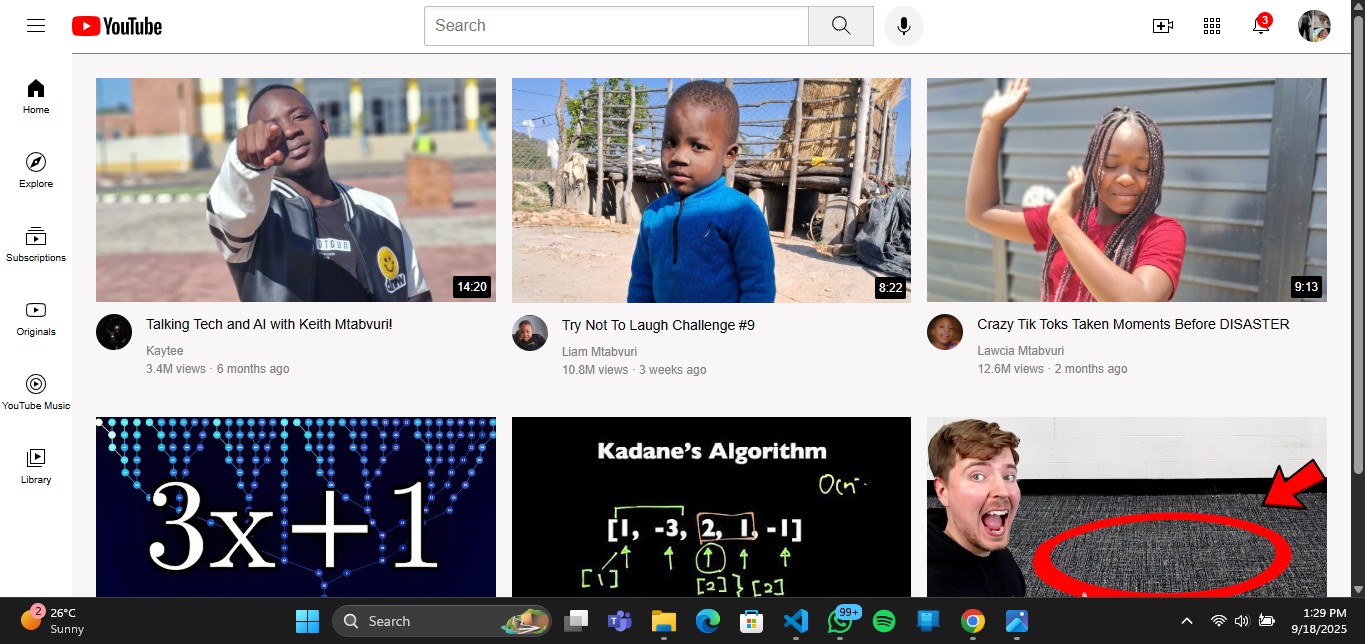 YouTube
Search
3
Home
Explore
Subscriptions
Originals
YouTube Music
Library
14:20
8:22
9:13
Talking Tech and AI with Keith Mtabvuri!
Kaytee
3.4M views · 6 months ago
Try Not To Laugh Challenge #9
Liam Mtabvuri
10.8M views · 3 weeks ago
Crazy Tik Toks Taken Moments Before DISASTER
Lawcia Mtabvuri
12.6M views · 2 months ago
3x+1
Kadane's Algorithm
[1, -3, 2, 1, -1]
[1] [2] } [2]
2
26°C
Sunny
Search
99+
1:29 PM
9/18/2025